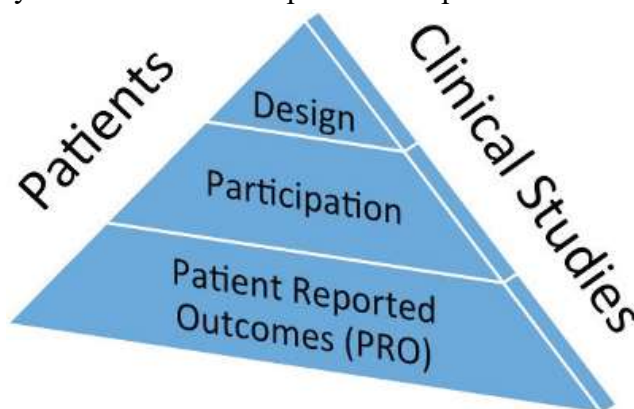 Patients
Clinical Studies
Design
Participation
Patient Reported
Outcomes (PRO)